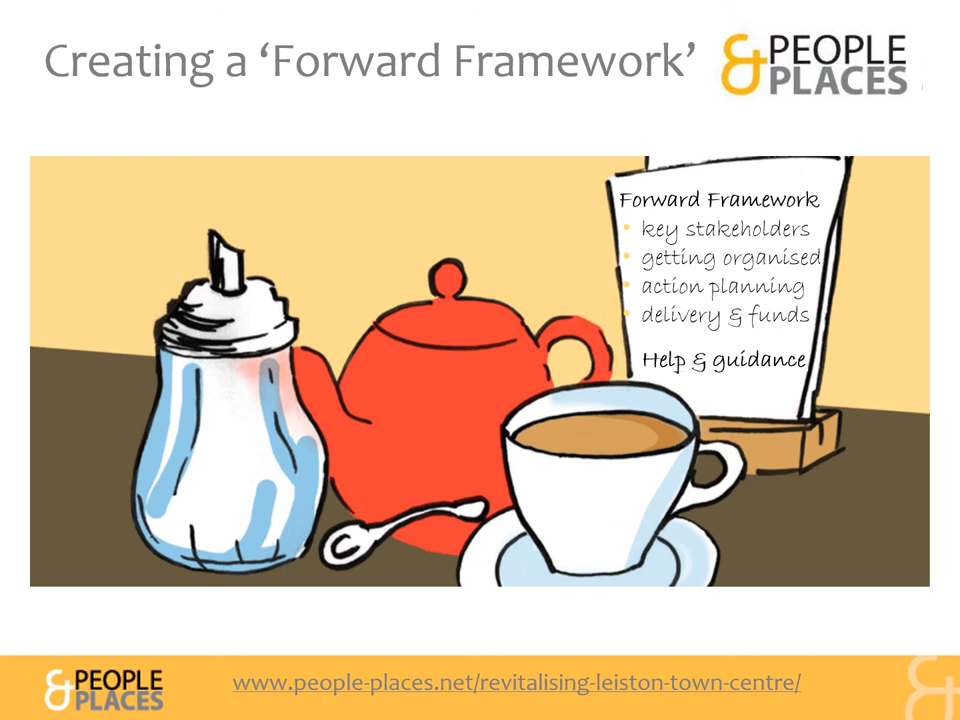 Creating a ‘Forward Framework’
& PEOPLE
PLACES
Forward Framework
• key stakeholders
• getting organised
• action planning
• delivery & funds
Help & guidance
& PEOPLE
PLACES
www.people-places.net/revitalising-leiston-town-centre/
&